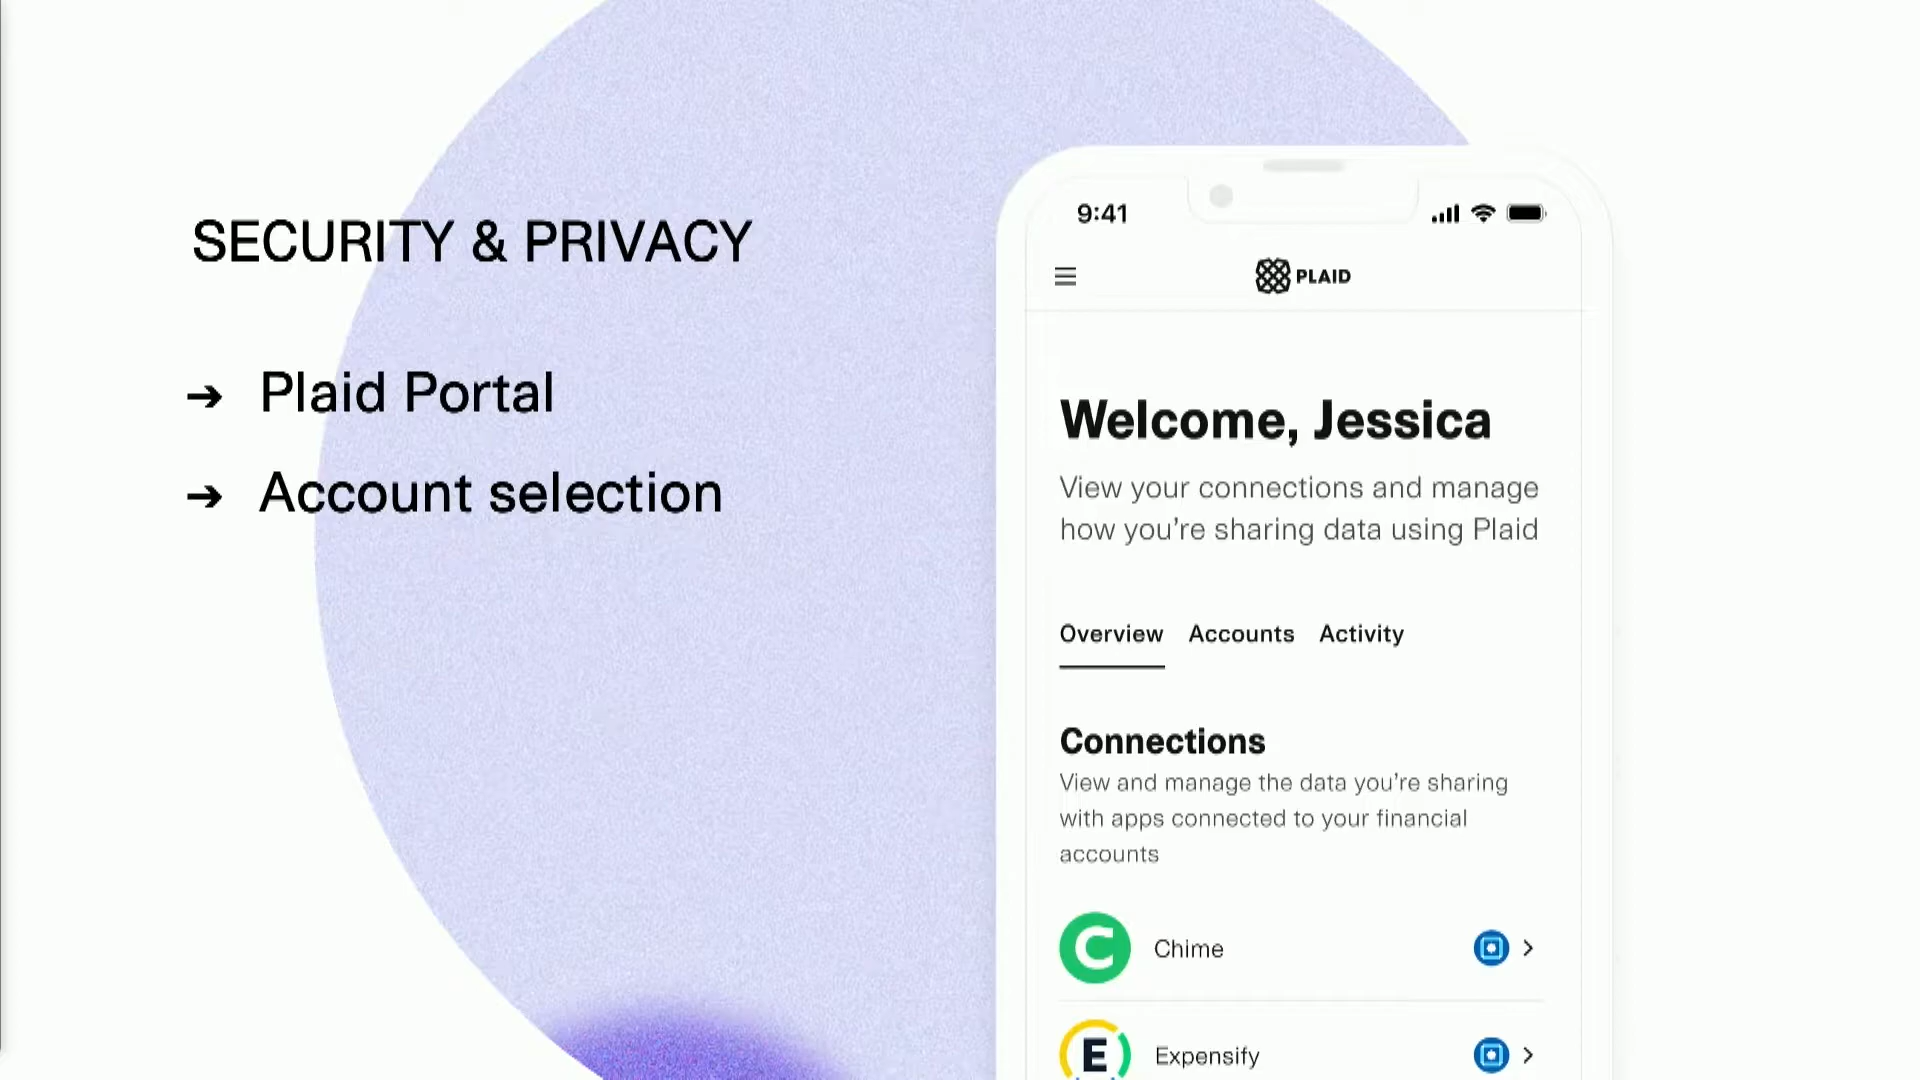 SECURITY & PRIVACY
➔ Plaid Portal
➔ Account selection
9:41
PLAID
Welcome, Jessica
View your connections and manage
how you’re sharing data using Plaid
Overview Accounts Activity
Connections
View and manage the data you’re sharing
with apps connected to your financial
accounts
C Chime
E Expensify